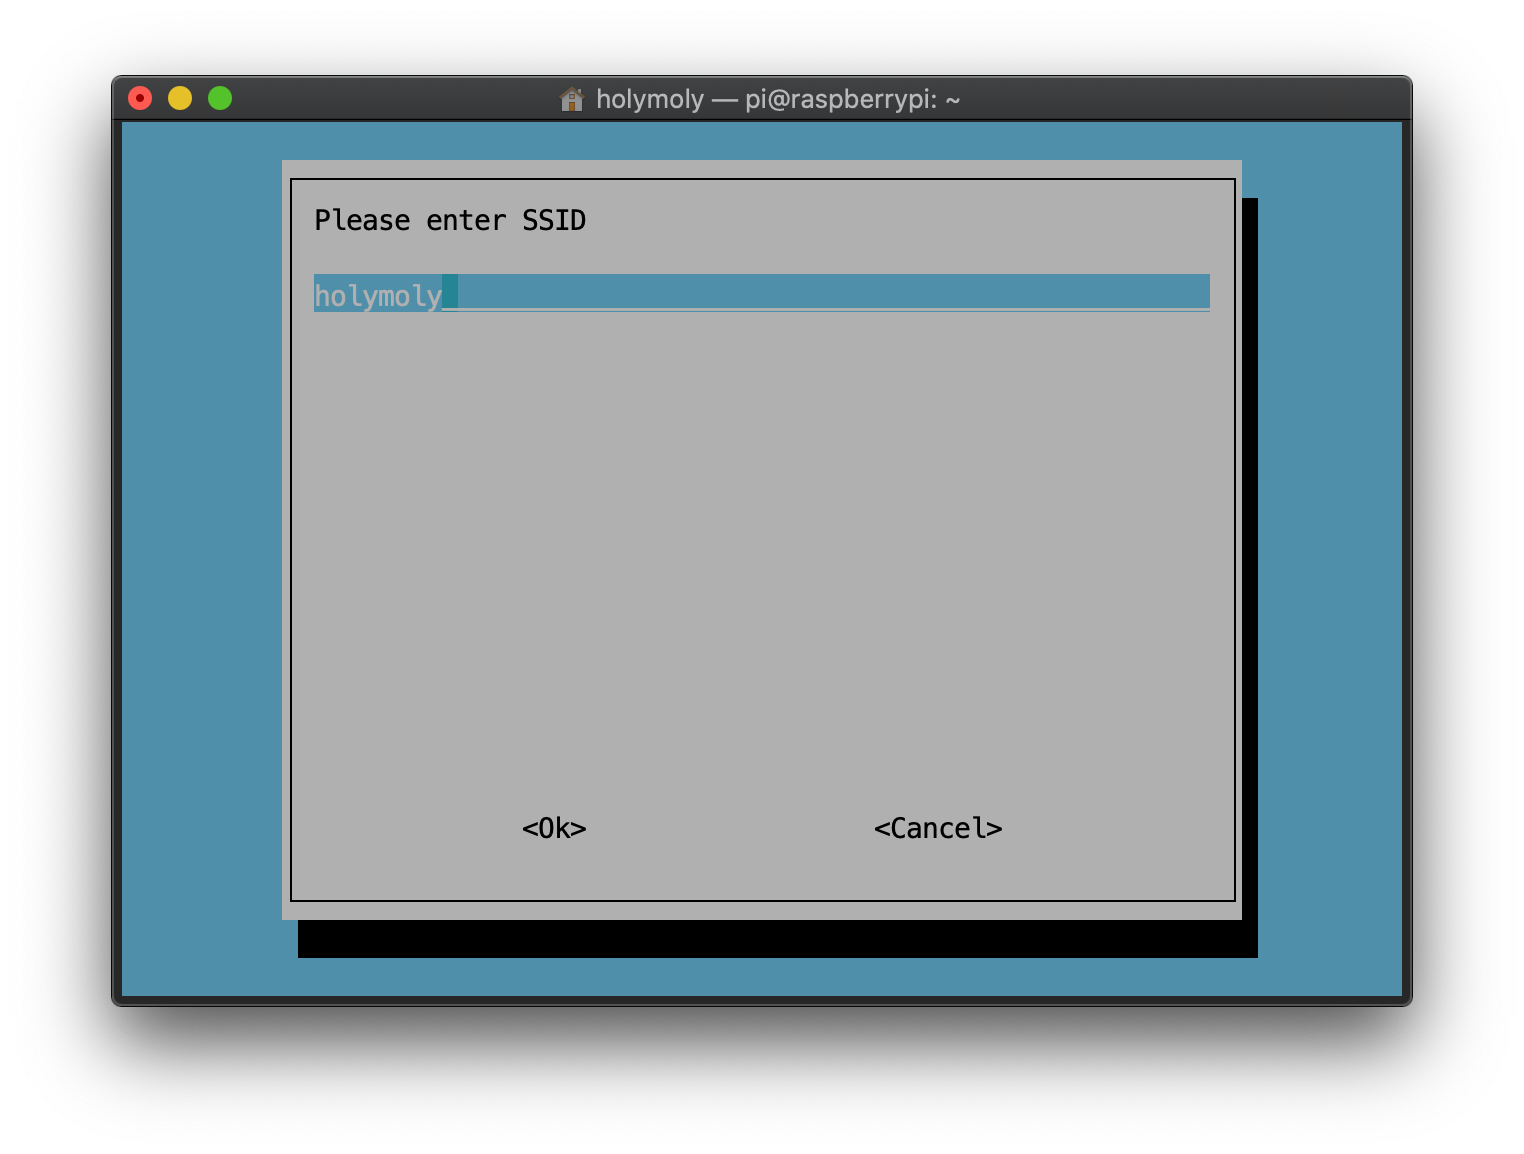 holymoly — pi@raspberrypi: ~
Please enter SSID
holymoly
<Ok> <Cancel>